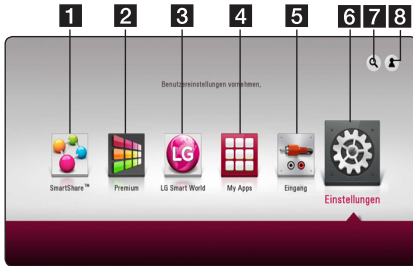 1 2 3 4 5 6 7 8
Benutzereinstellungen vornehmen.
LG
SmartShare™ Premium LG Smart World My Apps Eingang Einstellungen